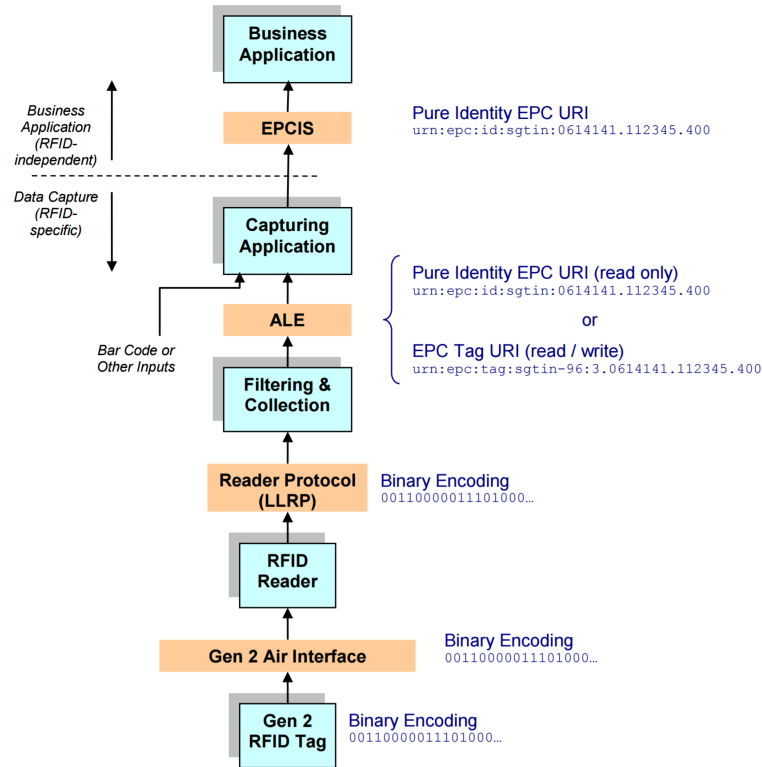 Business
Application
Business
Application
(RFID-
independent)
EPCIS
Pure Identity EPC URI
urn:epc:id:sgtin:0614141.112345.400
Data Capture
(RFID-
specific)
Capturing
Application
Pure Identity EPC URI (read only)
urn:epc:id:sgtin:0614141.112345.400
ALE
or
Bar Code or
Other Inputs
EPC Tag URI (read / write)
urn:epc:tag:sgtin-96:3.0614141.112345.400
Filtering &
Collection
Reader Protocol
(LLRP)
Binary Encoding
00110000011101000…
RFID
Reader
Gen 2 Air Interface
Binary Encoding
00110000011101000…
Gen 2
RFID Tag
Binary Encoding
00110000011101000…